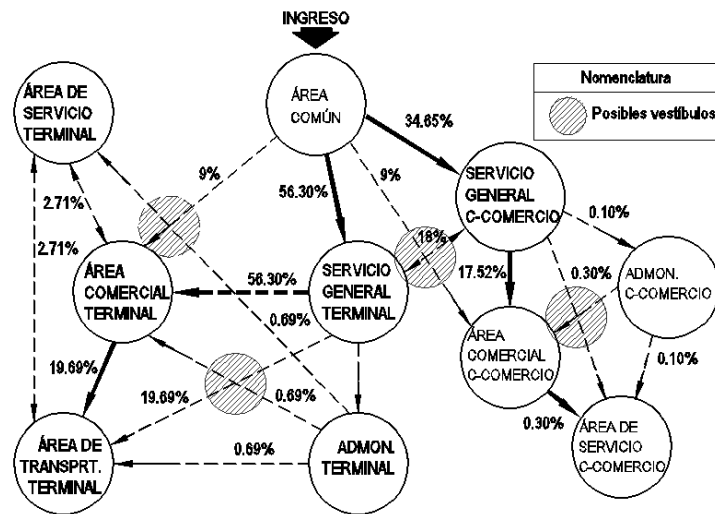 INGRESO
ÁREA DE
SERVICIO
TERMINAL
ÁREA
COMÚN
Nomenclatura
Posibles vestíbulos
34.65%
9%
9%
56.30%
SERVICIO
GENERAL
C-COMERCIO
2.71%
2.71%
18%
0.10%
ÁREA
COMERCIAL
TERMINAL
56.30%
SERVICIO
GENERAL
TERMINAL
17.52%
0.30%
ADMON.
C-COMERCIO
0.69%
ÁREA
COMERCIAL
C-COMERCIO
0.10%
19.69%
19.69%
0.69%
0.30%
ÁREA DE
TRANSPRT.
TERMINAL
0.69%
ADMON.
TERMINAL
ÁREA DE
SERVICIO
C-COMERCIO